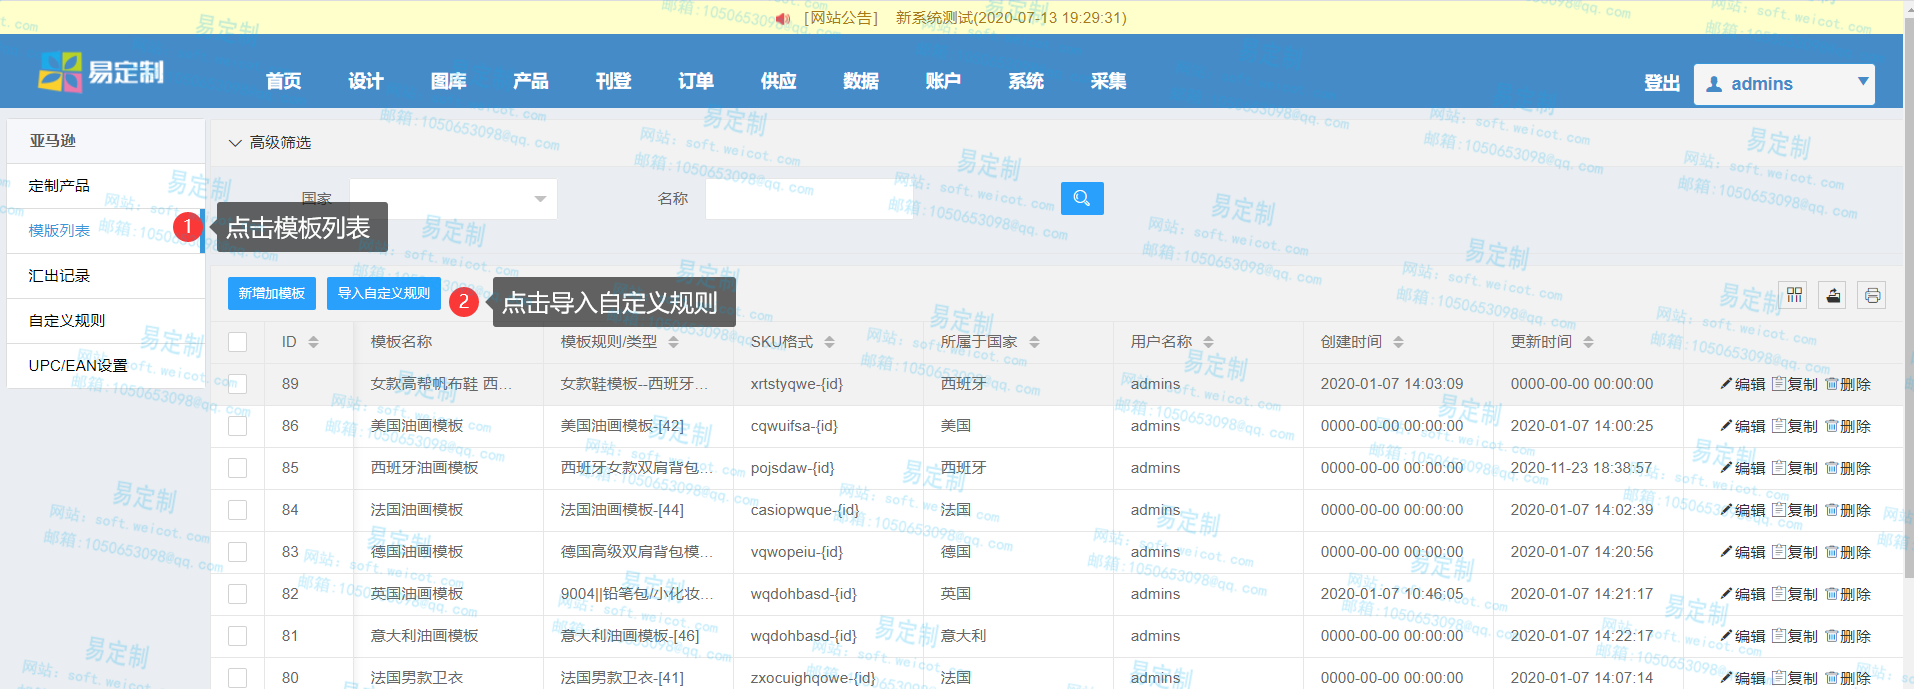 [网站公告] 新系统测试(2020-07-13 19:29:31)
易定制
首页 设计 图库 产品 刊登 订单 供应 数据 账户 系统 采集
登出 admins
亚马逊
定制产品
模版列表
汇出记录
自定义规则
UPC/EAN设置
高级筛选
国家 名称
1 点击模板列表
新增加模板 导入自定义规则 2 点击导入自定义规则
ID 模板名称 模板规则/类型 SKU格式 所属于国家 用户名称 创建时间 更新时间
89 女款高帮帆布鞋 西... 女款鞋模板--西班牙... xrtstyqwe-{id} 西班牙 admins 2020-01-07 14:03:09 0000-00-00 00:00:00 编辑 复制 删除
86 美国油画模板 美国油画模板-[42] cqwuifsa-{id} 美国 admins 0000-00-00 00:00:00 2020-01-07 14:00:25 编辑 复制 删除
85 西班牙油画模板 西班牙女款双肩背包... pojsdaw-{id} 西班牙 admins 0000-00-00 00:00:00 2020-11-23 18:38:57 编辑 复制 删除
84 法国油画模板 法国油画模板-[44] casiopwque-{id} 法国 admins 0000-00-00 00:00:00 2020-01-07 14:02:39 编辑 复制 删除
83 德国油画模板 德国高级双肩背包模... vqwopeiu-{id} 德国 admins 0000-00-00 00:00:00 2020-01-07 14:20:56 编辑 复制 删除
82 英国油画模板 9004||铅笔包/小化妆... wqdohbasd-{id} 英国 admins 2020-01-07 10:46:05 2020-01-07 14:21:17 编辑 复制 删除
81 意大利油画模板 意大利油画模板-[46] wqdohbasd-{id} 意大利 admins 0000-00-00 00:00:00 2020-01-07 14:22:17 编辑 复制 删除
80 法国男款卫衣 法国男款卫衣-[41] zxocuighqowe-{id} 法国 admins 0000-00-00 00:00:00 2020-01-07 14:07:14 编辑 复制 删除
易定制
网站: soft.weicot.com
邮箱:1050653098@qq.com